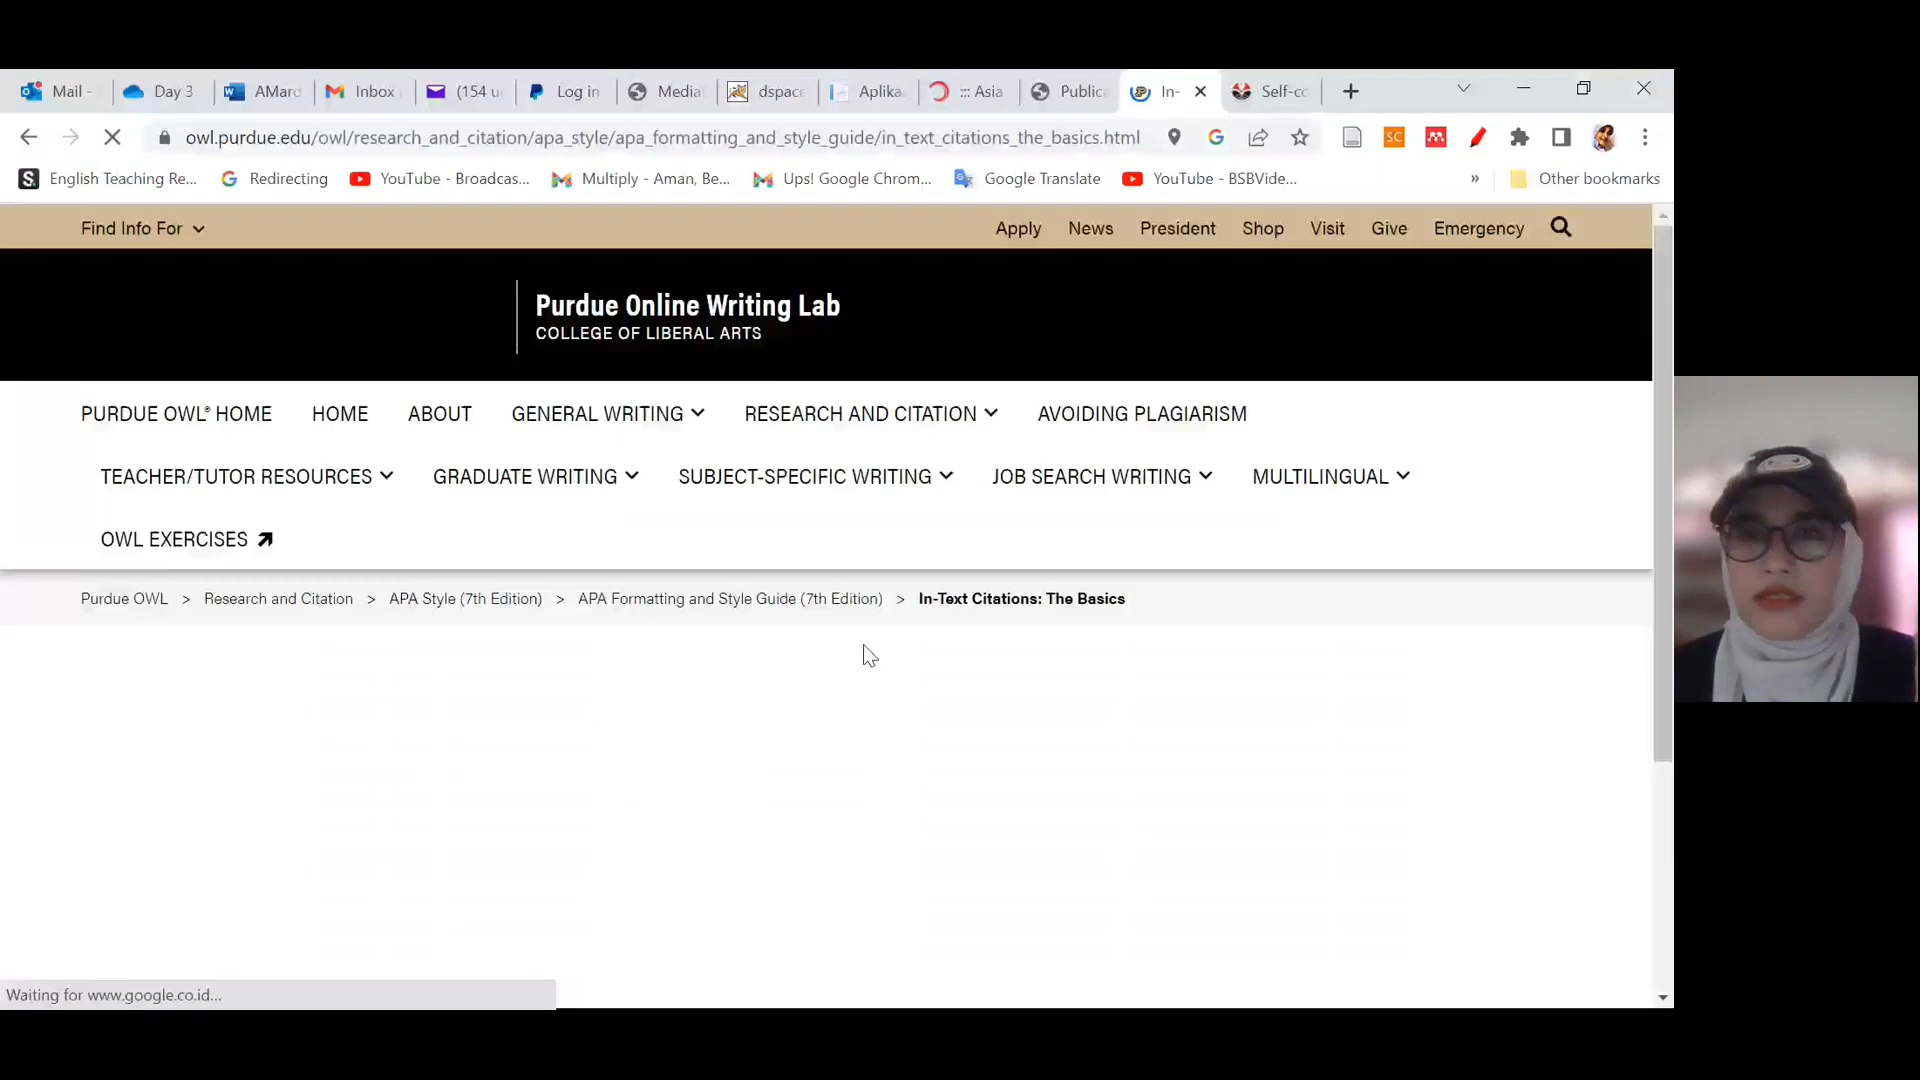 Mail -
Day 3
AMard
Inbox
(154 u
Log in
Media
dspace
Aplika
::: Asia
Publica
In-
Self-co
owl.purdue.edu/owl/research_and_citation/apa_style/apa_formatting_and_style_guide/in_text_citations_the_basics.html
SC
S.
English Teaching Re...
Redirecting
YouTube - Broadcas...
Multiply - Aman, Be...
Ups! Google Chrom...
Google Translate
YouTube - BSBVide...
»
Other bookmarks
Find Info For
Apply
News
President
Shop
Visit
Give
Emergency
Purdue Online Writing Lab
COLLEGE OF LIBERAL ARTS
PURDUE OWL® HOME
HOME
ABOUT
GENERAL WRITING
RESEARCH AND CITATION
AVOIDING PLAGIARISM
TEACHER/TUTOR RESOURCES
GRADUATE WRITING
SUBJECT-SPECIFIC WRITING
JOB SEARCH WRITING
MULTILINGUAL
OWL EXERCISES
Purdue OWL > Research and Citation > APA Style (7th Edition) > APA Formatting and Style Guide (7th Edition) > In-Text Citations: The Basics
Waiting for www.google.co.id...